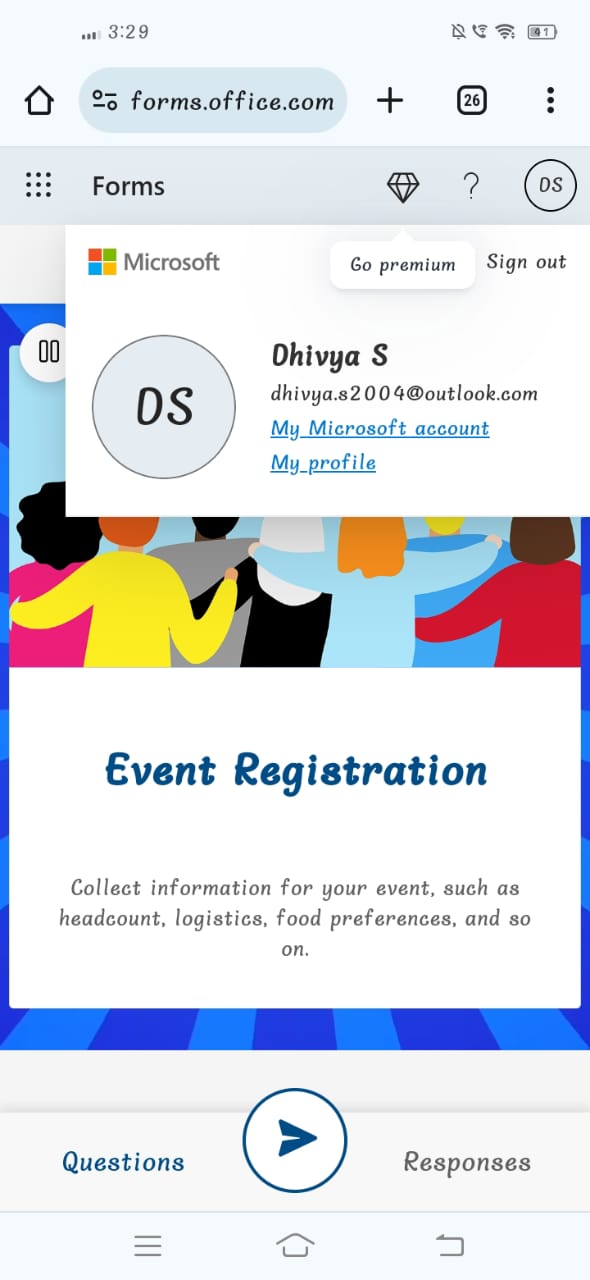 3:29
41
forms.office.com
26
Forms
?
DS
Microsoft
Go premium
Sign out
DS
Dhivya S
dhivya.s2004@outlook.com
My Microsoft account
My profile
Event Registration
Collect information for your event, such as
headcount, logistics, food preferences, and so
on.
Questions
Responses